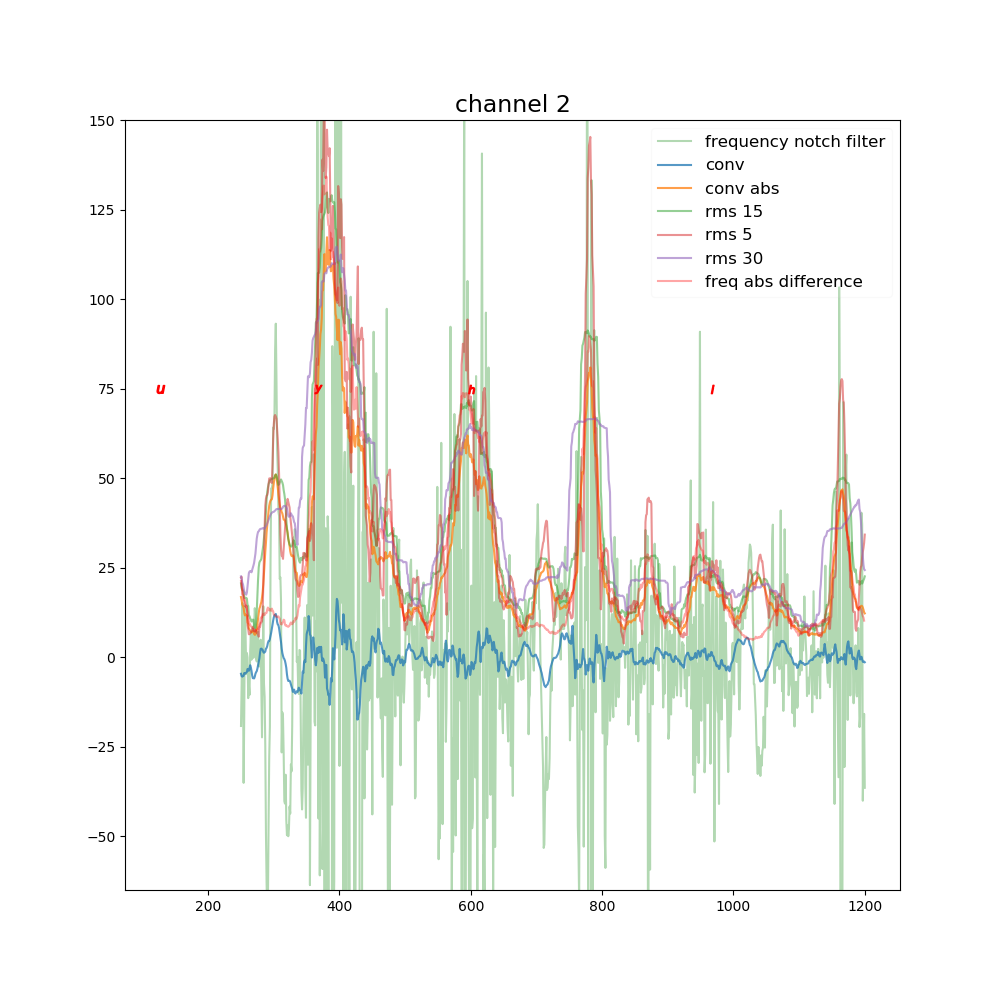 channel 2
150
125
100
75
50
25
0
−25
−50
frequency notch filter
conv
conv abs
rms 15
rms 5
rms 30
freq abs difference
u y h l
200 400 600 800 1000 1200